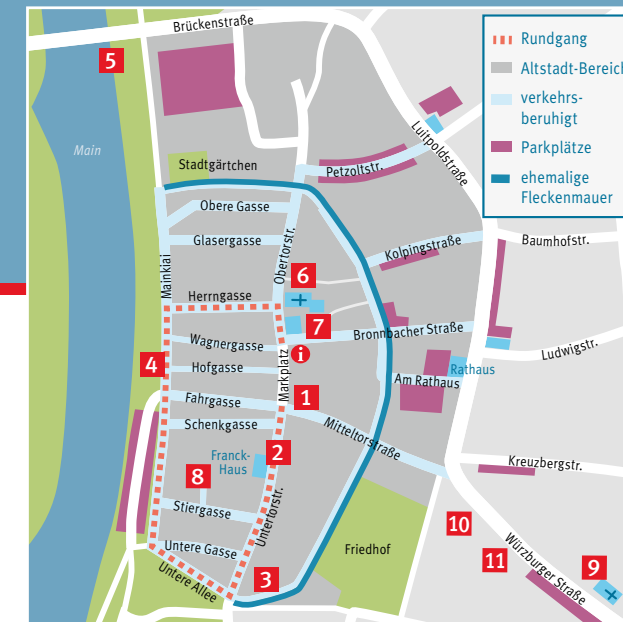 Brückenstraße
5
Rundgang
Altstadt-Bereich
verkehrs-
beruhigt
Parkplätze
ehemalige
Fleckenmauer
Main
Luitpoldstraße
Stadtgärtchen
Petzoltstr.
Obere Gasse
Glasergasse
Obertorstr.
Kolpingstraße
Baumhofstr.
Mainkai
6
Herrngasse
7
Bronnbacher Straße
Wagnergasse
i
Ludwigstr.
4
Hofgasse
Markplatz
Rathaus
Am Rathaus
Fahrgasse
1
Schenkgasse
Mitteltorstraße
2
Franck-
Haus
8
Kreuzbergstr.
Stiergasse
Untertorstr.
10
Untere Gasse
Friedhof
11
Würzburger Straße
9
Untere Allee
3